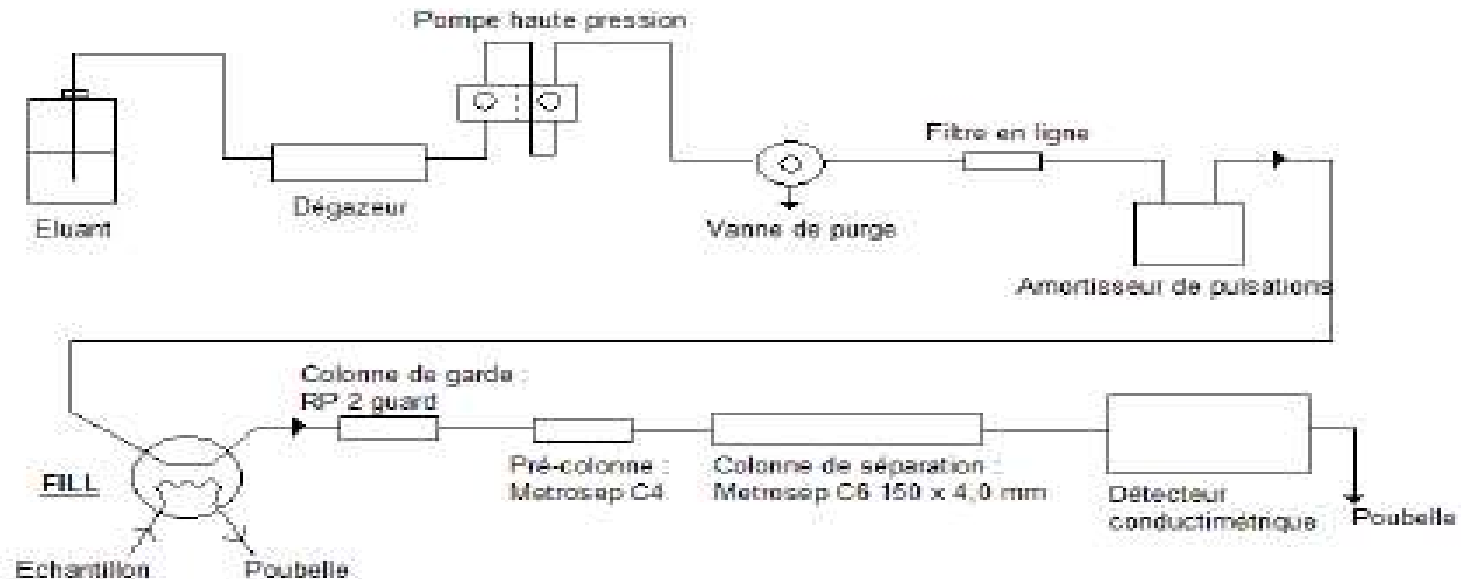 Pompe haute pression
Filtre en ligne
Dégazeur
Eluant
Vanne de purge
Amortisseur de pulsations
Colonne de garde :
RP 2 guard
FILL
Pré-colonne :
Metrosep C4
Colonne de séparation :
Metrosep C6 150 x 4,0 mm
Détecteur
conductimétrique
Poubelle
Echantillon
Poubelle